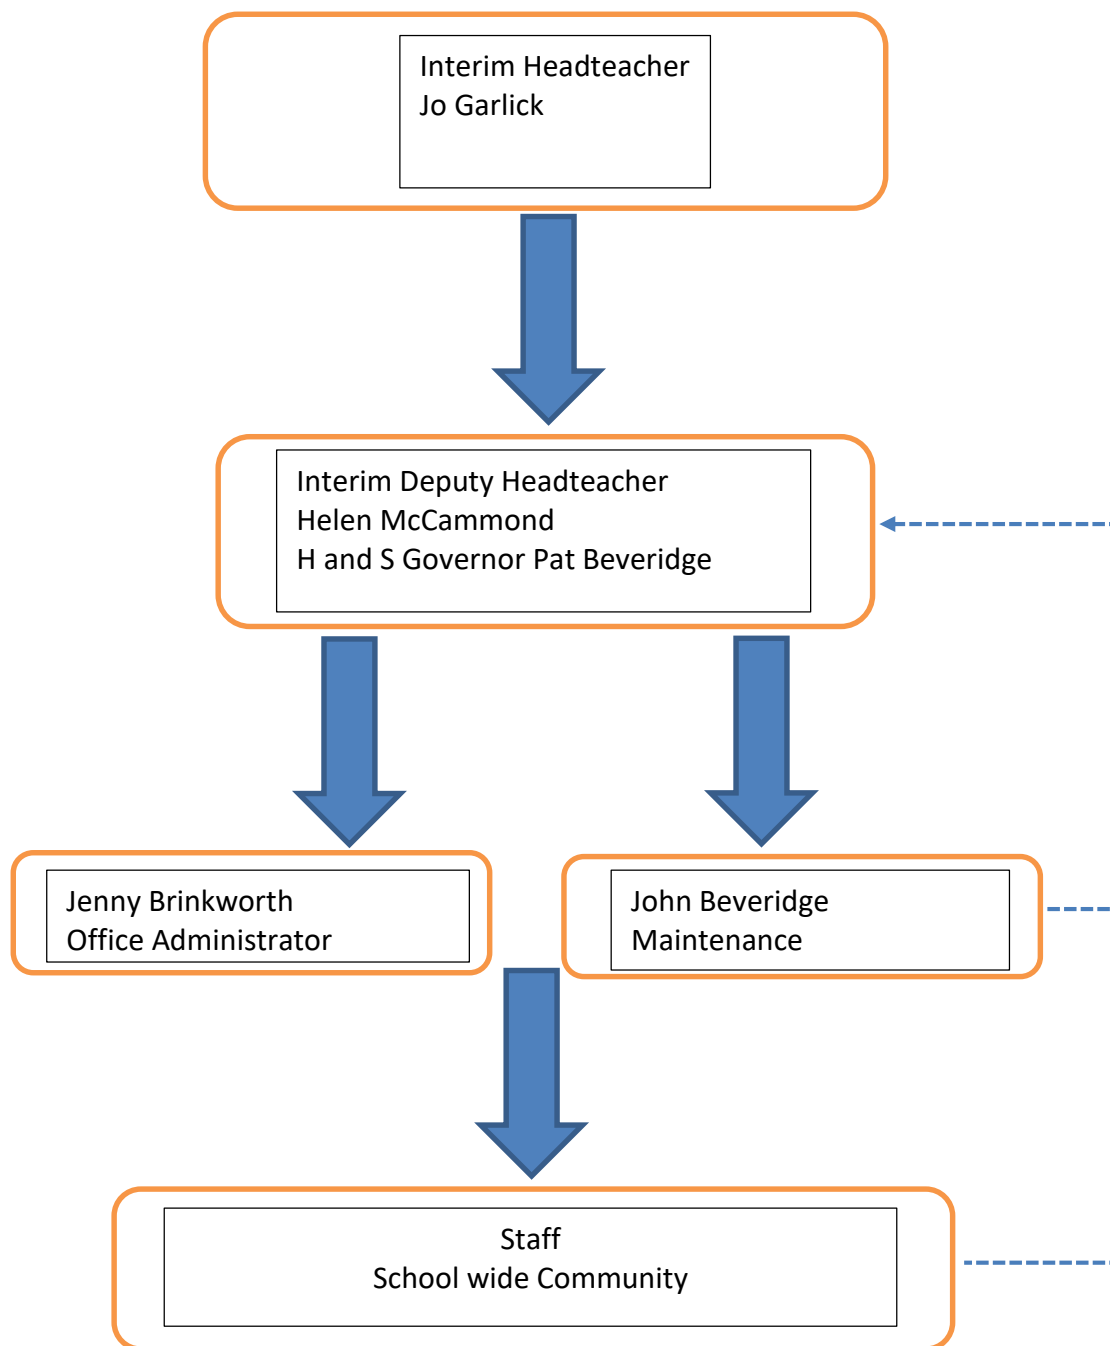 Interim Headteacher
Jo Garlick
Interim Deputy Headteacher
Helen McCammond
H and S Governor Pat Beveridge
Jenny Brinkworth
Office Administrator
John Beveridge
Maintenance
Staff
School wide Community